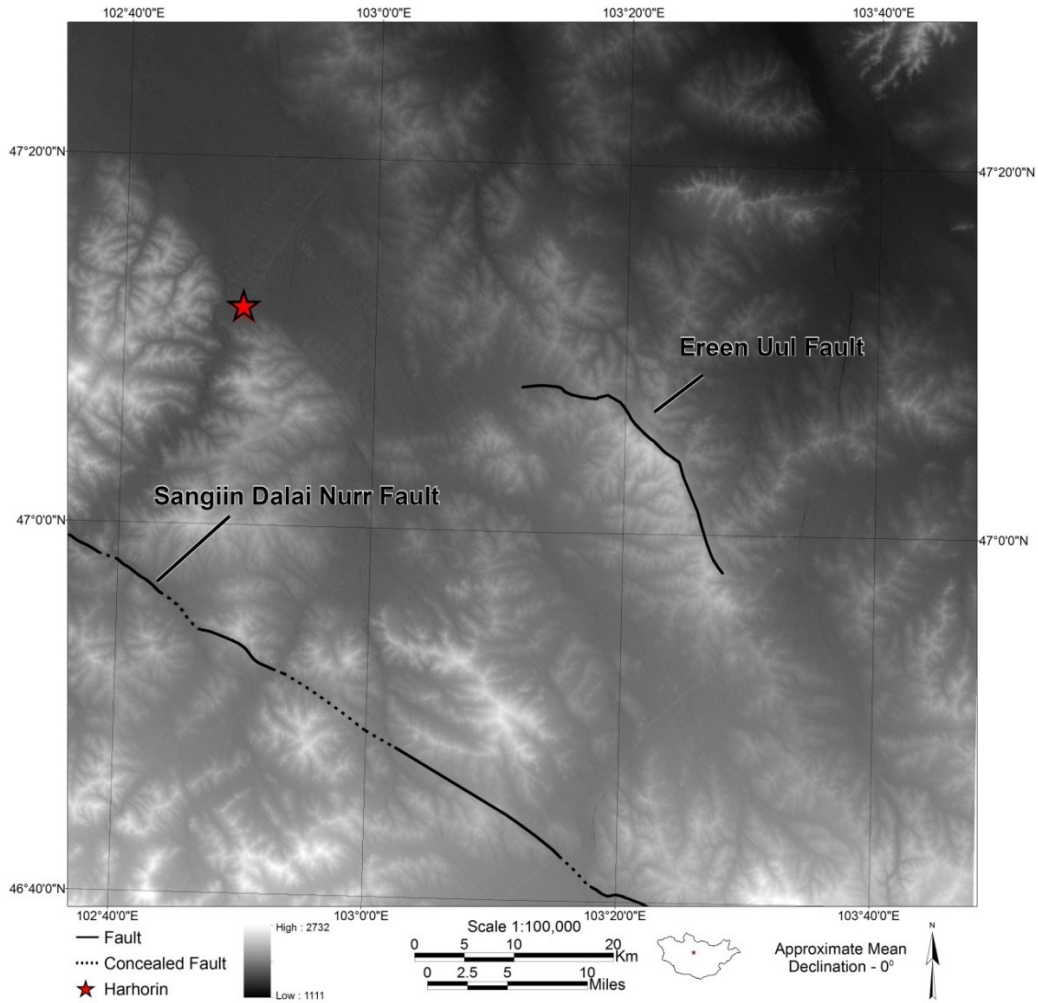 102°40'0"E
103°0'0"E
103°20'0"E
103°40'0"E
47°20'0"N
47°20'0"N
Ereen Uul Fault
Sangiin Dalai Nurr Fault
47°0'0"N
47°0'0"N
46°40'0"N
102°40'0"E
103°0'0"E
103°20'0"E
103°40'0"E
Fault
Concealed Fault
Harhorin
High : 2732
Low : 1111
Scale 1:100,000
0 5 10 20
Km
0 2.5 5 10
Miles
Approximate Mean
Declination - 0°
N